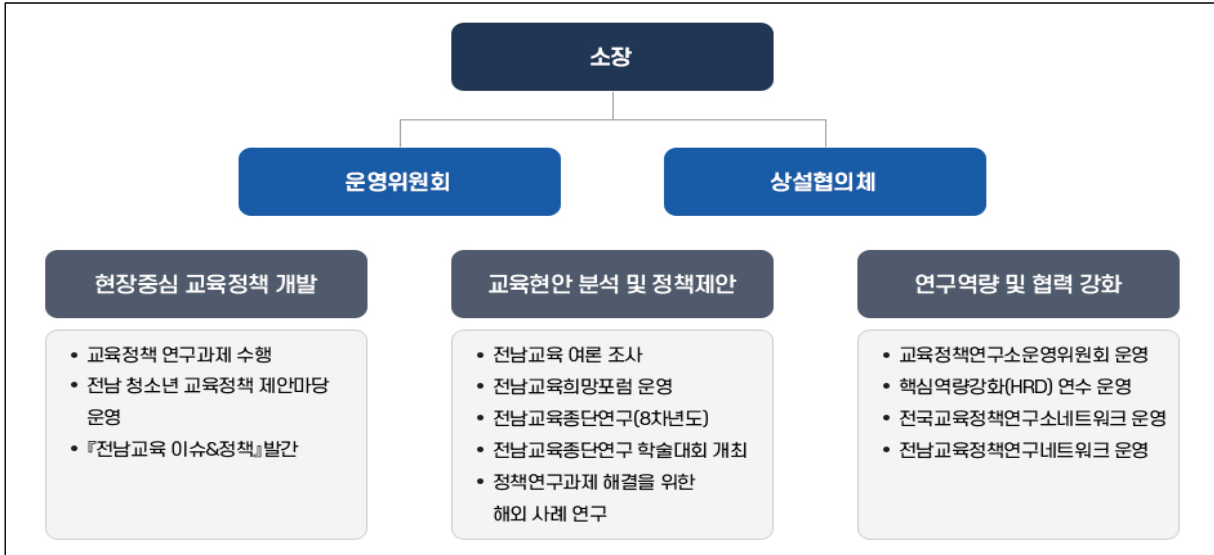 소장
운영위원회
상설협의체
현장중심 교육정책 개발
• 교육정책 연구과제 수행
• 전남 청소년 교육정책 제안마당
운영
• 『전남교육 이슈&정책』발간
교육현안 분석 및 정책제안
• 전남교육 여론 조사
• 전남교육희망포럼 운영
• 전남교육종단연구(8차년도)
• 전남교육종단연구 학술대회 개최
• 정책연구과제 해결을 위한
해외 사례 연구
연구역량 및 협력 강화
• 교육정책연구소운영위원회 운영
• 핵심역량강화(HRD) 연수 운영
• 전국교육정책연구소네트워크 운영
• 전남교육정책연구네트워크 운영